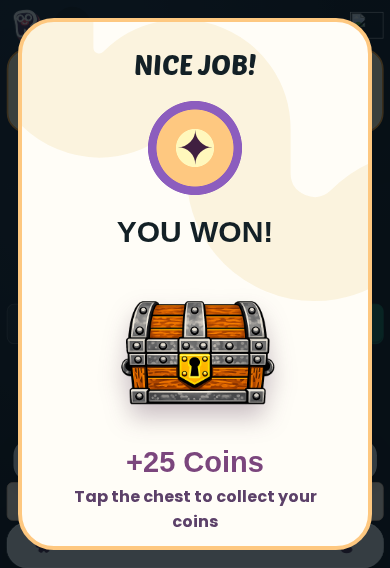 NICE JOB!
YOU WON!
+25 Coins
Tap the chest to collect your
coins